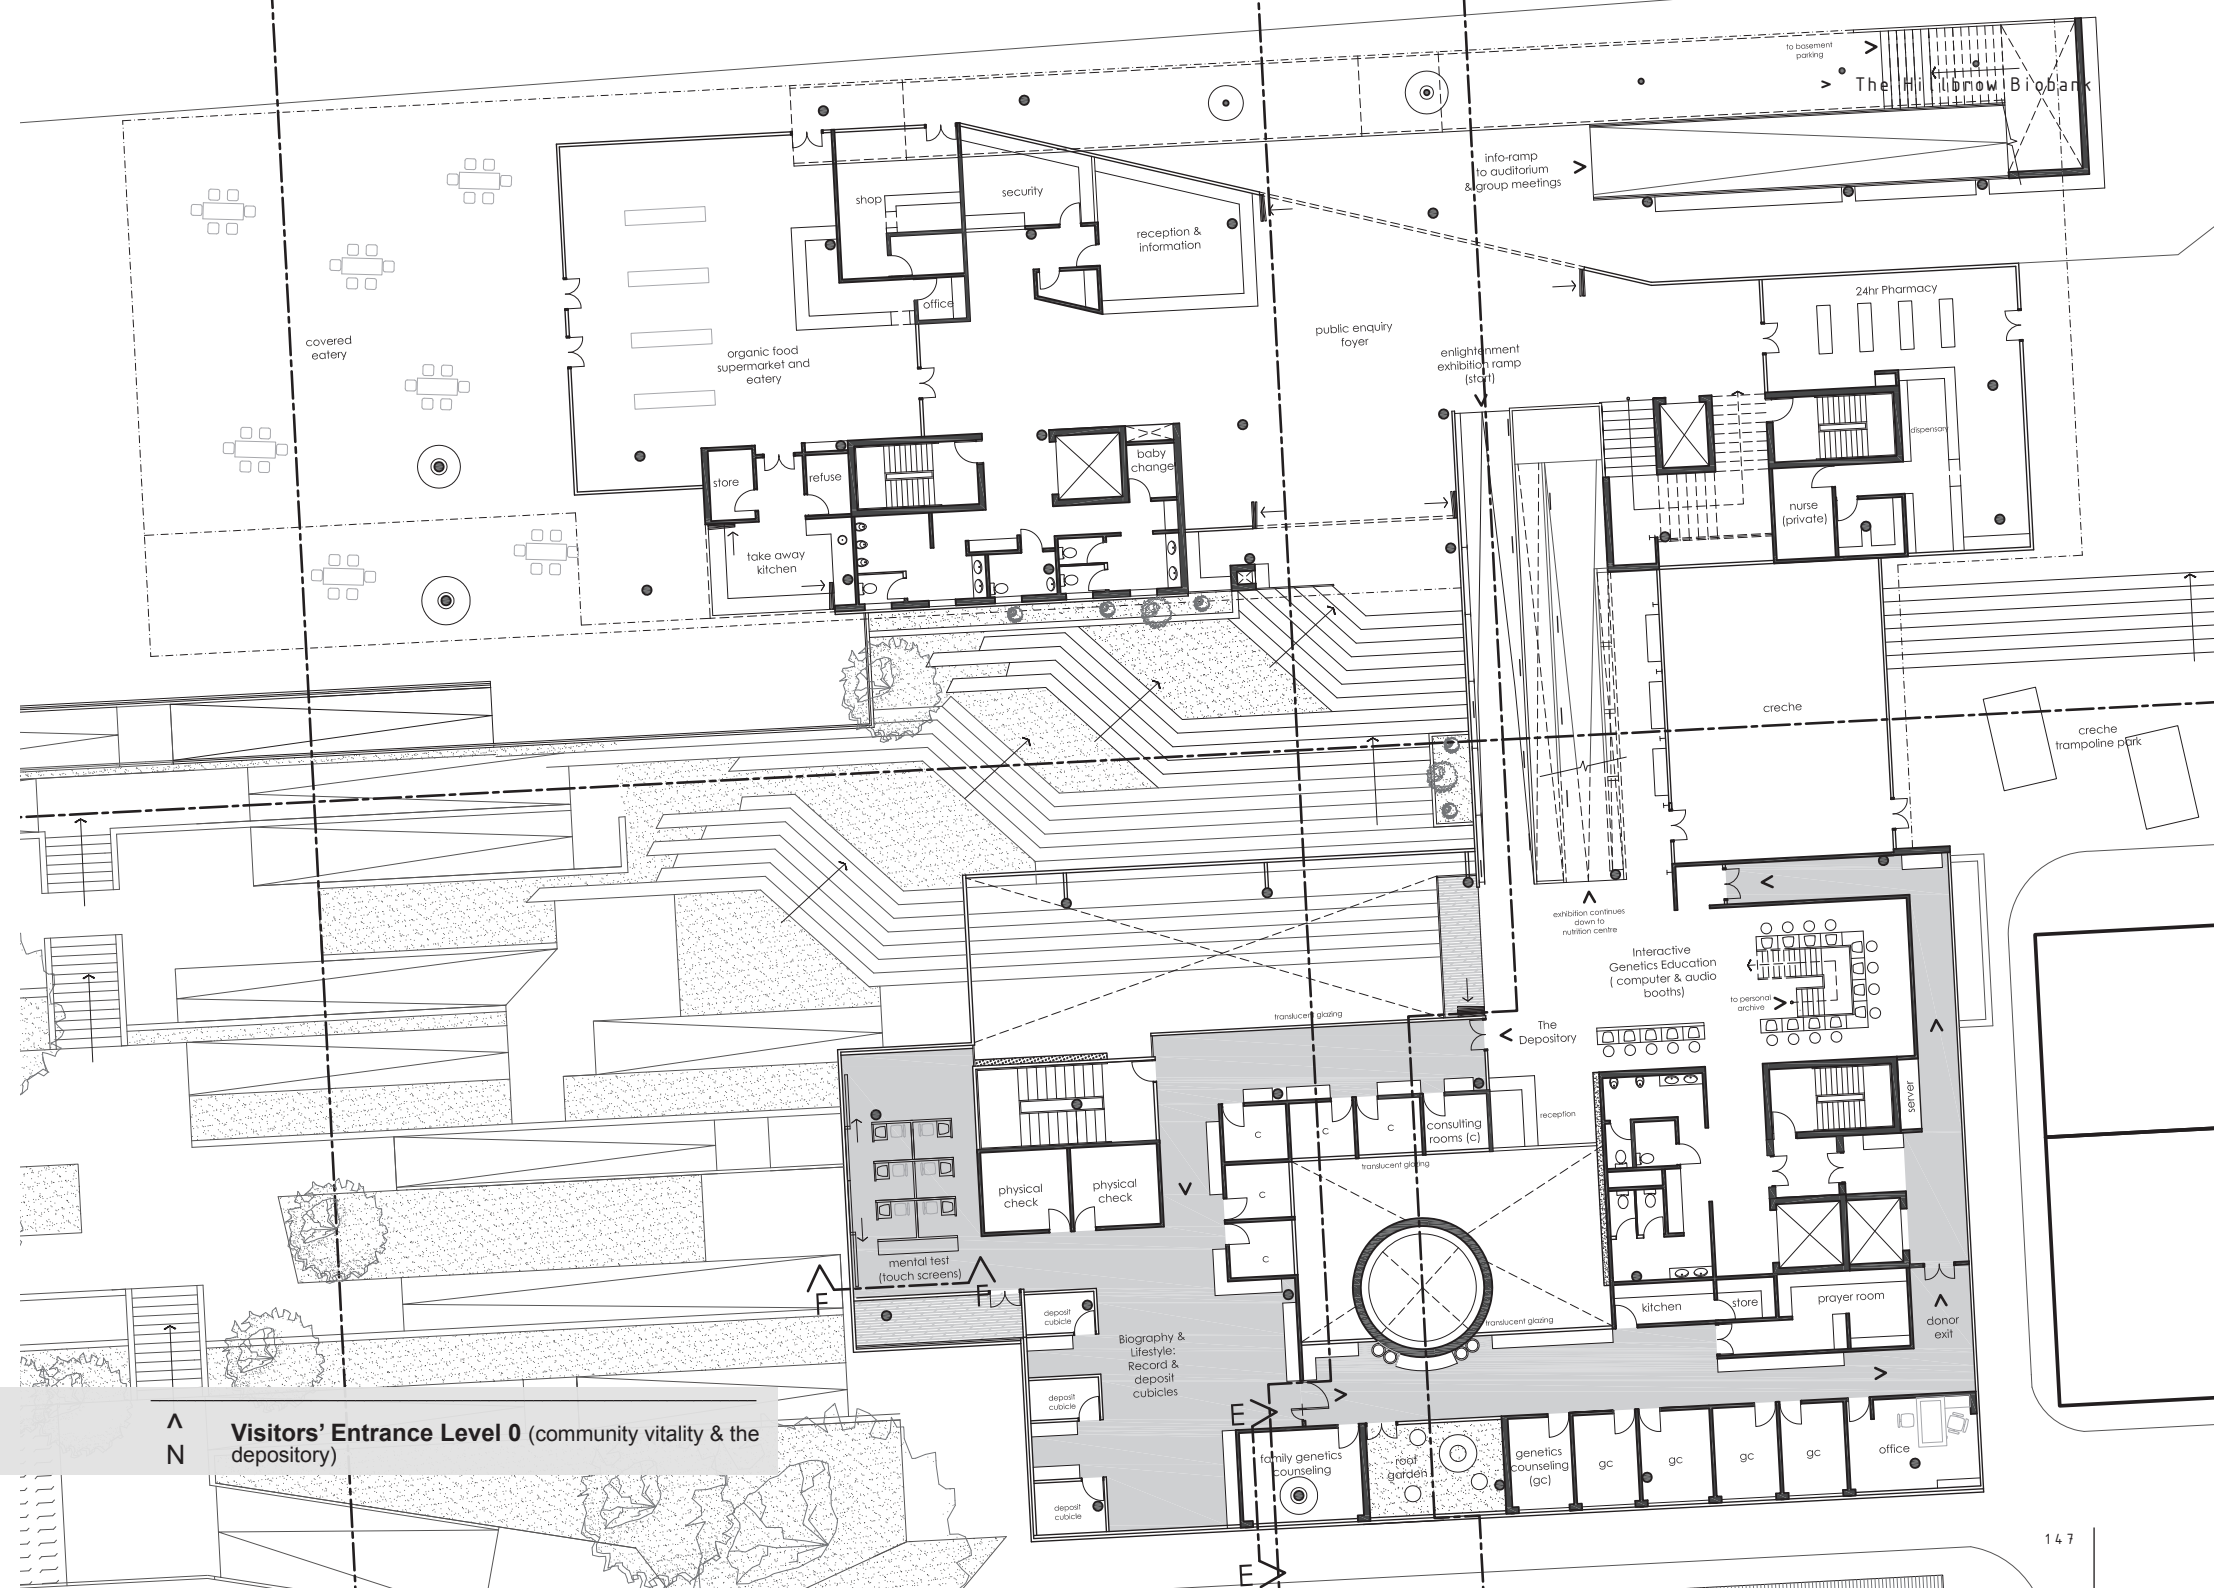 to basement
parking
> The Hillbrow Biobank
info-ramp
to auditorium
& group meetings
shop
security
reception &
information
office
24hr Pharmacy
covered
eatery
organic food
supermarket and
eatery
public enquiry
foyer
enlightenment
exhibition ramp
(start)
dispensary
store
refuse
baby
change
nurse
(private)
take away
kitchen
creche
creche
trampoline park
exhibition continues
down to
nutrition centre
Interactive
Genetics Education
( computer & audio
booths)
to personal
archive
translucent glazing
The
Depository
server
reception
consulting
rooms (c)
c
c
c
c
c
translucent glazing
physical
check
physical
check
mental test
(touch screens)
F
F
deposit
cubicle
deposit
cubicle
deposit
cubicle
Biography &
Lifestyle:
Record &
deposit
cubicles
translucent glazing
kitchen
store
prayer room
donor
exit
E
E
family genetics
counseling
roof
garden
genetics
counseling
(gc)
gc
gc
gc
gc
office
N
Visitors' Entrance Level 0 (community vitality & the
depository)
147